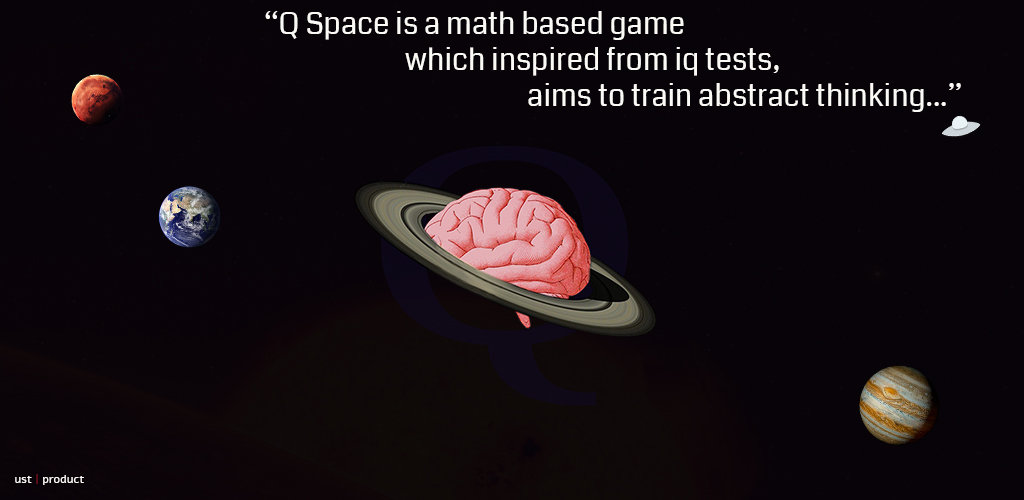 “Q Space is a math based game
which inspired from iq tests,
aims to train abstract thinking...”
Q
ust | product